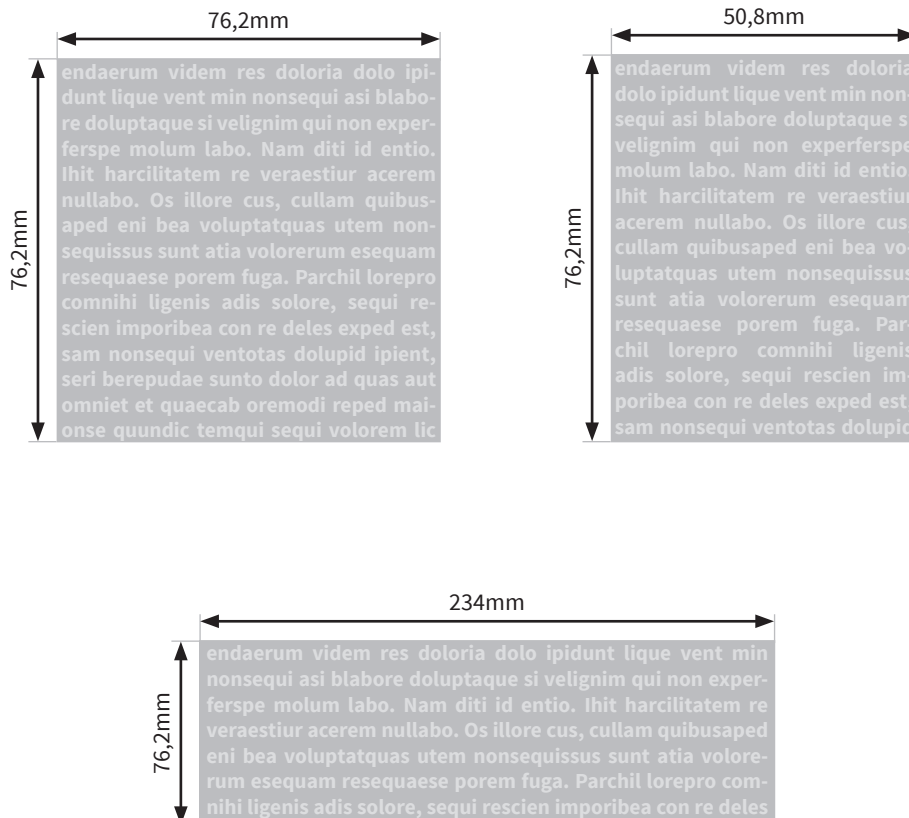 76,2mm
76,2mm
endaerum videm res doloria dolo ipi-
dunt lique vent min nonsequi asi blabo-
re doluptaque si velignim qui non exper-
ferspe molum labo. Nam diti id entio.
Ihit harcilitatem re veraestiur acerem
nullabo. Os illore cus, cullam quibus-
aped eni bea voluptatquas utem non-
sequissus sunt atia volorerum esequam
resequaese porem fuga. Parchil lorepro
comnihi ligenis adis solore, sequi re-
scien imporibea con re deles exped est,
sam nonsequi ventotas dolupid ipient,
seri berepudae sunto dolor ad quas aut
omniet et quaecab oremodi reped mai-
onse quundic temqui sequi volorem lic
50,8mm
76,2mm
endaerum videm res doloria
dolo ipidunt lique vent min non-
sequi asi blabore doluptaque si
velignim qui non experferspe
molum labo. Nam diti id entio.
Ihit harcilitatem re veraestiur
acerem nullabo. Os illore cus,
cullam quibusaped eni bea vo-
luptatquas utem nonsequissus
sunt atia volorerum esequam
resequaese porem fuga. Par-
chil lorepro comnihi ligenis
adis solore, sequi rescien im-
poribea con re deles exped est,
sam nonsequi ventotas dolupid
234mm
76,2mm
endaerum videm res doloria dolo ipidunt lique vent min
nonsequi asi blabore doluptaque si velignim qui non exper-
ferspe molum labo. Nam diti id entio. Ihit harcilitatem re
veraestiur acerem nullabo. Os illore cus, cullam quibusaped
eni bea voluptatquas utem nonsequissus sunt atia volore-
rum esequam resequaese porem fuga. Parchil lorepro com-
nihi ligenis adis solore, sequi rescien imporibea con re deles